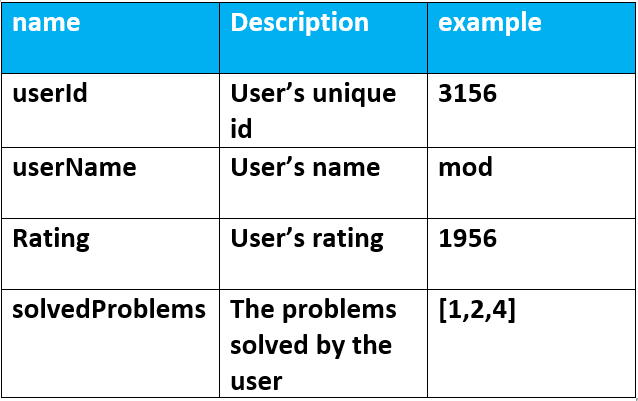 name Description example
userId User's unique 3156
id
userName User's name mod
Rating User's rating 1956
solvedProblems The problems [1,2,4]
solved by the
user